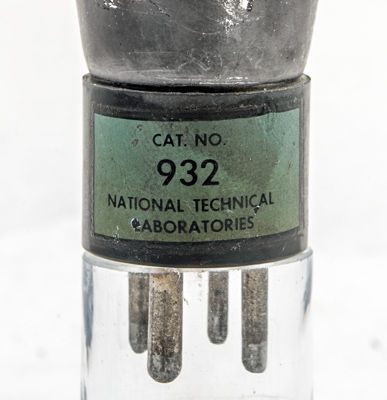 CAT. NO.
932
NATIONAL TECHNICAL
LABORATORIES